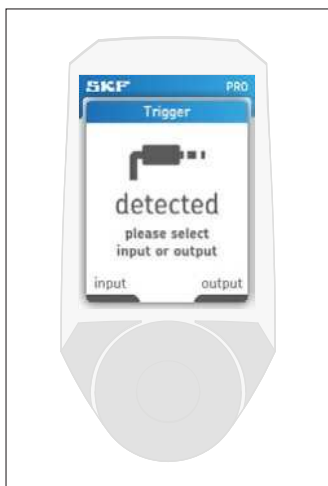 SKF PRO
Trigger
detected
please select
input or output
input output